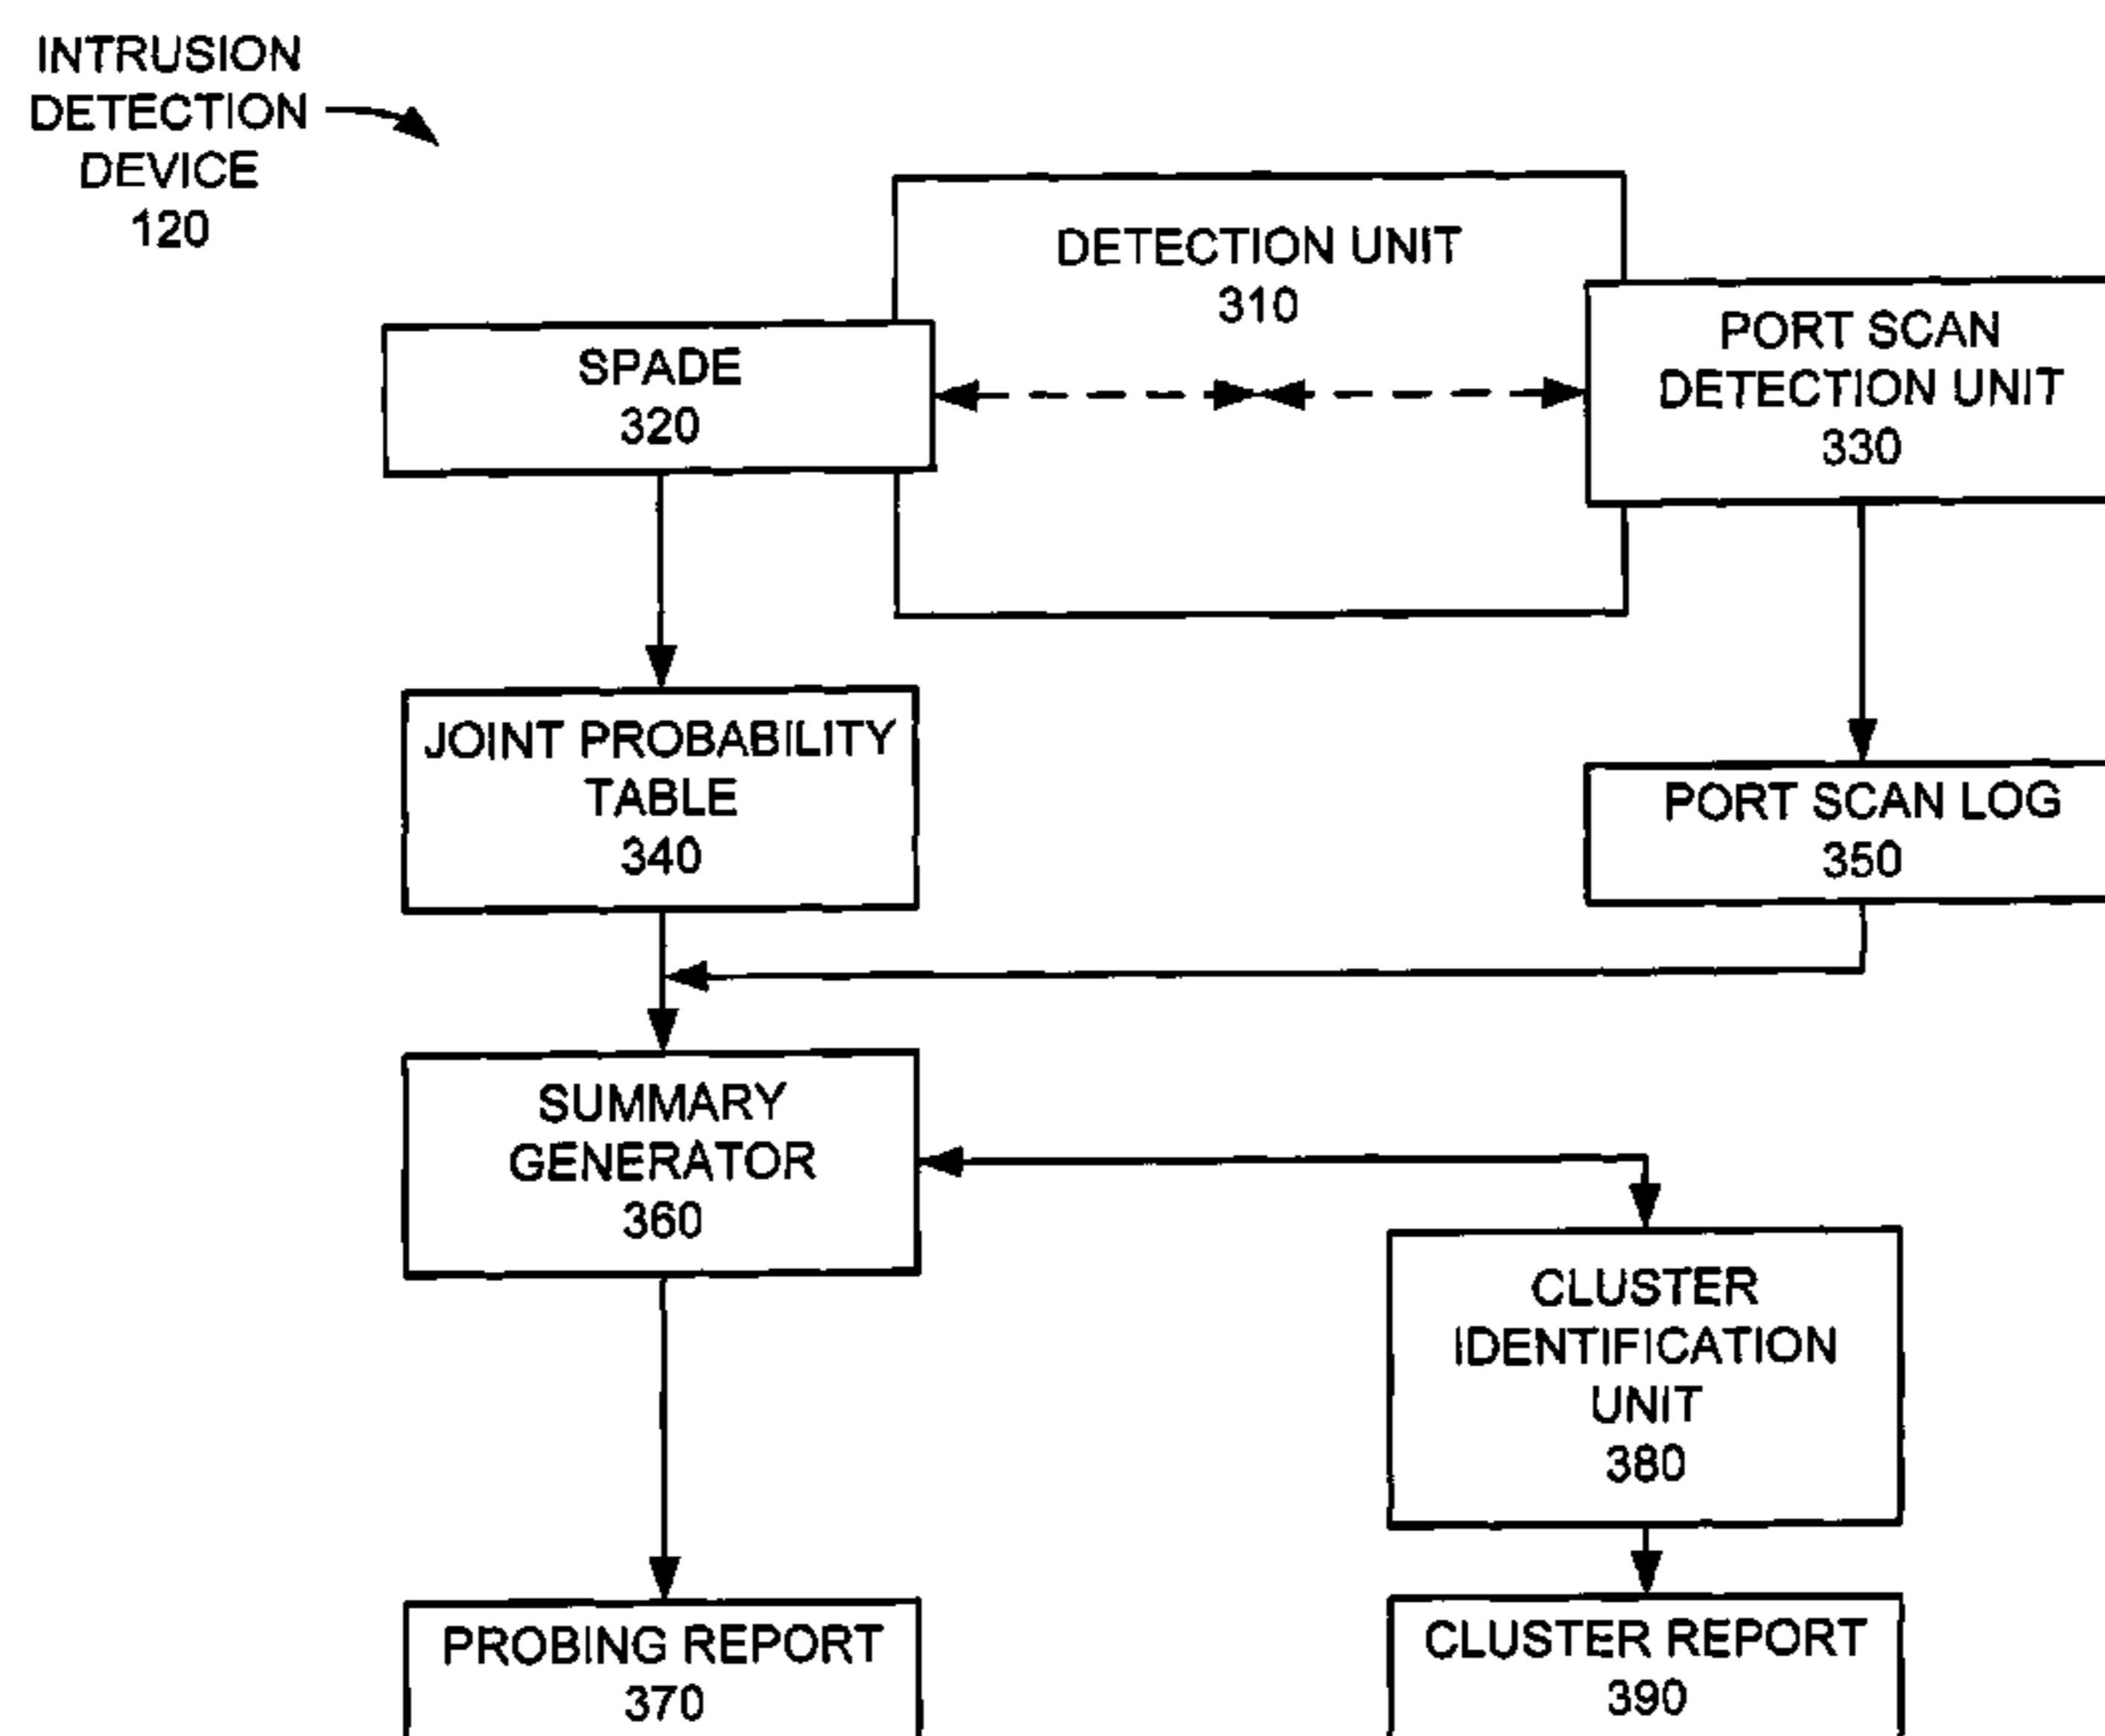 INTRUSION
DETECTION
DEVICE
120
DETECTION UNIT
310
SPADE
320
PORT SCAN
DETECTION UNIT
330
JOINT PROBABILITY
TABLE
340
PORT SCAN LOG
350
SUMMARY
GENERATOR
360
CLUSTER
IDENTIFICATION
UNIT
380
PROBING REPORT
370
CLUSTER REPORT
390